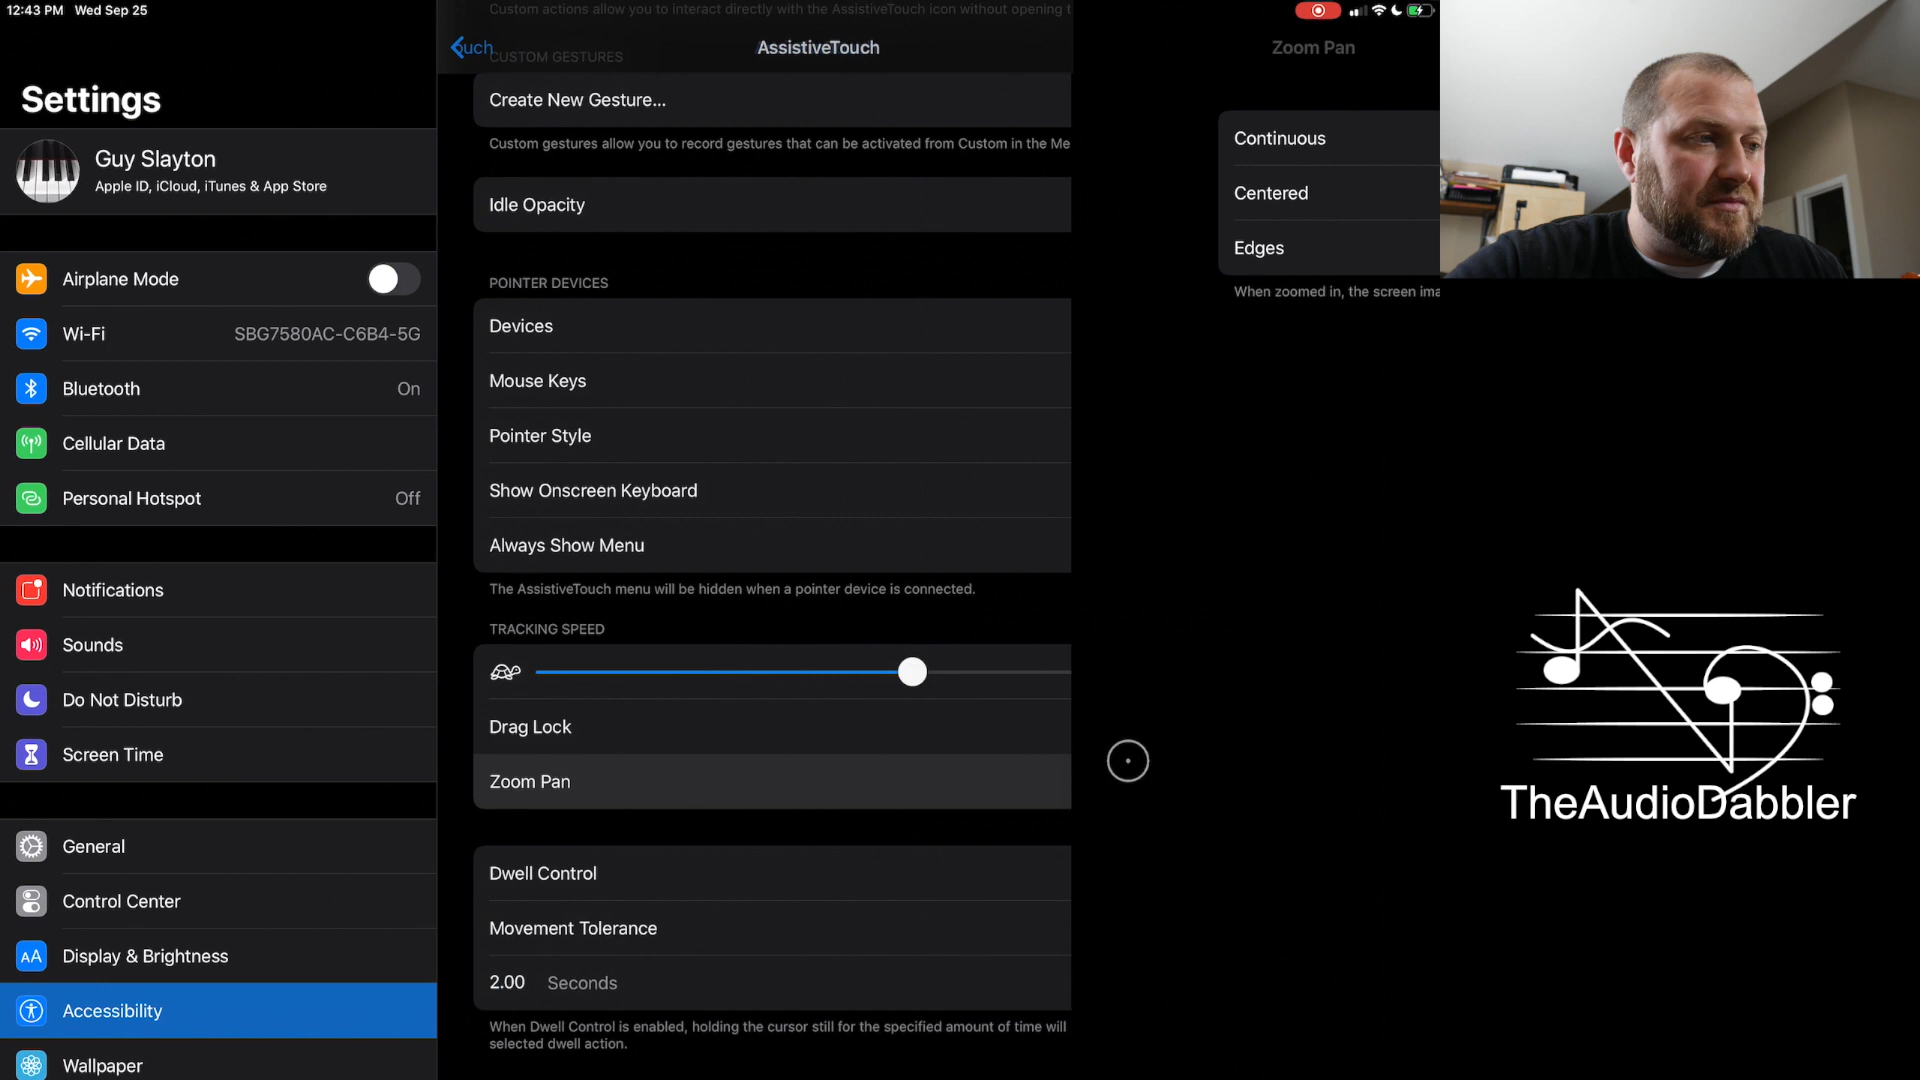 12:43 PM Wed Sep 25
Settings
Guy Slayton
Apple ID, iCloud, iTunes & App Store
Airplane Mode
Wi-Fi SBG7580AC-C6B4-5G
Bluetooth On
Cellular Data
Personal Hotspot Off
Notifications
Sounds
Do Not Disturb
Screen Time
General
Control Center
AA Display & Brightness
Accessibility
Wallpaper
Custom actions allow you to interact directly with the AssistiveTouch icon without opening t
ouch AssistiveTouch
CUSTOM GESTURES
Create New Gesture...
Custom gestures allow you to record gestures that can be activated from Custom in the Me
Idle Opacity
POINTER DEVICES
Devices
Mouse Keys
Pointer Style
Show Onscreen Keyboard
Always Show Menu
The AssistiveTouch menu will be hidden when a pointer device is connected.
TRACKING SPEED
Drag Lock
Zoom Pan
Dwell Control
Movement Tolerance
2.00 Seconds
When Dwell Control is enabled, holding the cursor still for the specified amount of time will
selected dwell action.
Zoom Pan
Continuous
Centered
Edges
When zoomed in, the screen ima
TheAudioDabbler